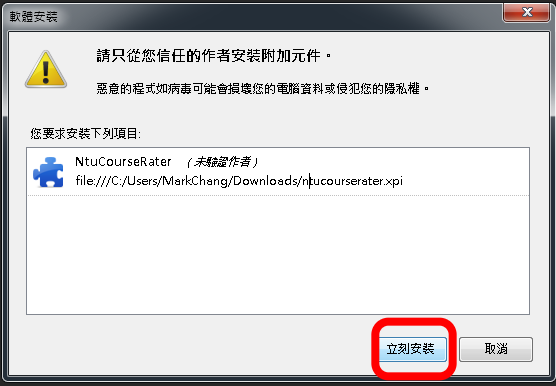 軟體安裝
請只從您信任的作者安裝附加元件。
惡意的程式如病毒可能會損壞您的電腦資料或侵犯您的隱私權。
您要求安裝下列項目:
NtuCourseRater (未驗證作者)
file:///C:/Users/MarkChang/Downloads/ntucourserater.xpi
立刻安裝 取消